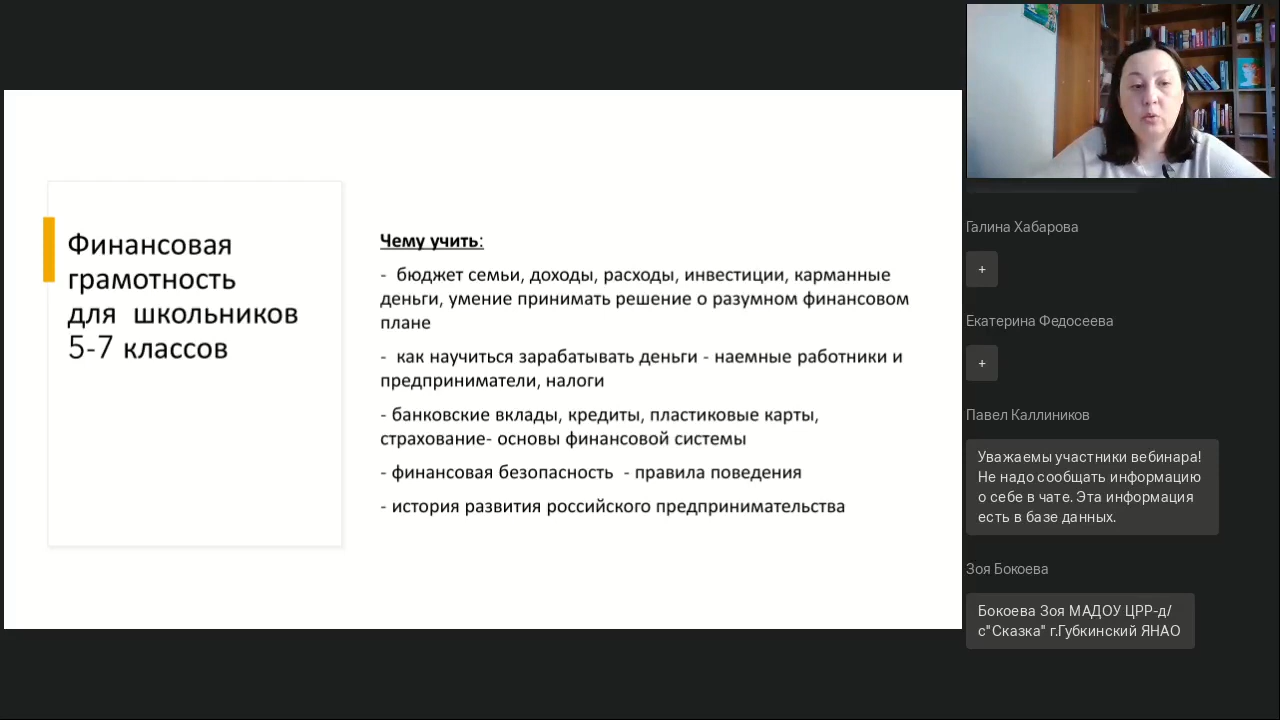 Финансовая
грамотность
для школьников
5-7 классов
Чему учить:
- бюджет семьи, доходы, расходы, инвестиции, карманные
деньги, умение принимать решение о разумном финансовом
плане
- как научиться зарабатывать деньги - наемные работники и
предприниматели, налоги
- банковские вклады, кредиты, пластиковые карты,
страхование- основы финансовой системы
- финансовая безопасность - правила поведения
- история развития российского предпринимательства
Галина Хабарова
+
Екатерина Федосеева
+
Павел Каллиников
Уважаемы участники вебинара!
Не надо сообщать информацию
о себе в чате. Эта информация
есть в базе данных.
Зоя Бокоева
Бокоева Зоя МАДОУ ЦРР-д/
с"Сказка" г.Губкинский ЯНАО